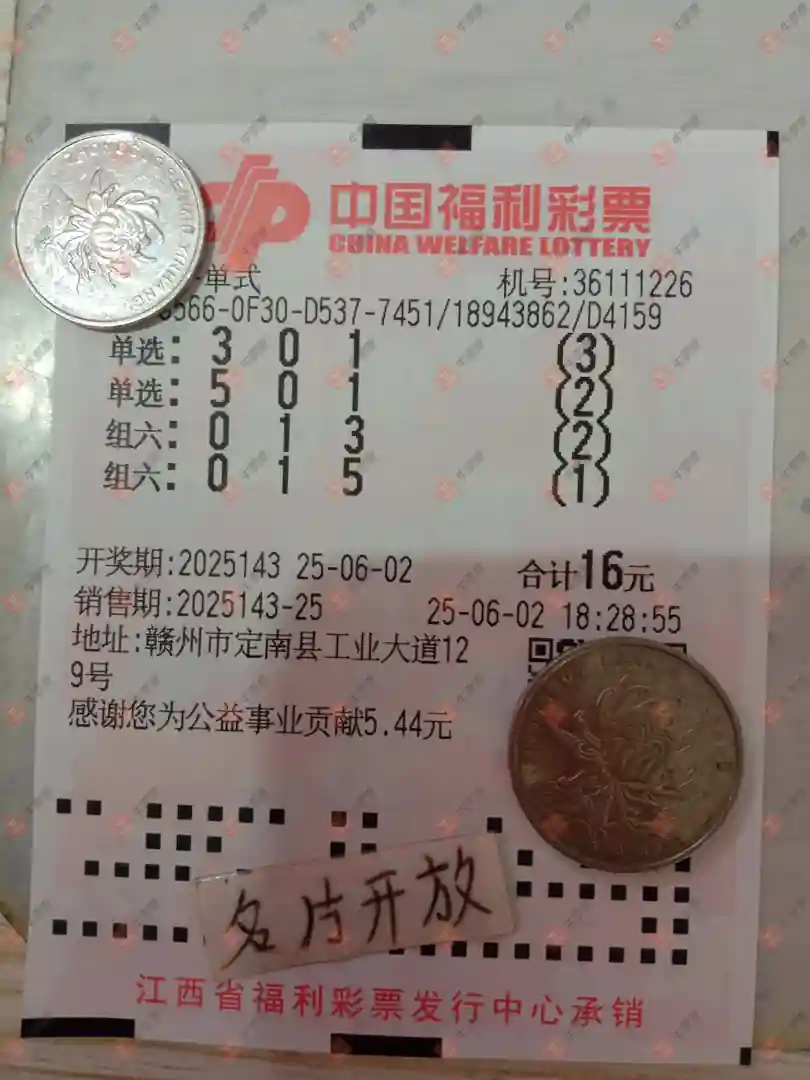 中国福利彩票
CHINA WELFARE LOTTERY
单式 机号:36111226
566-0F30-D537-7451/18943862/D4159
单选: 3 0 1 (3)
单选: 5 0 1 (2)
组六: 0 1 3 (2)
组六: 0 1 5 (1)
开奖期:2025143 25-06-02 合计16元
销售期:2025143-25 25-06-02 18:28:55
地址:赣州市定南县工业大道12
9号
感谢您为公益事业贡献5.44元
名片开放
江西省福利彩票发行中心承销